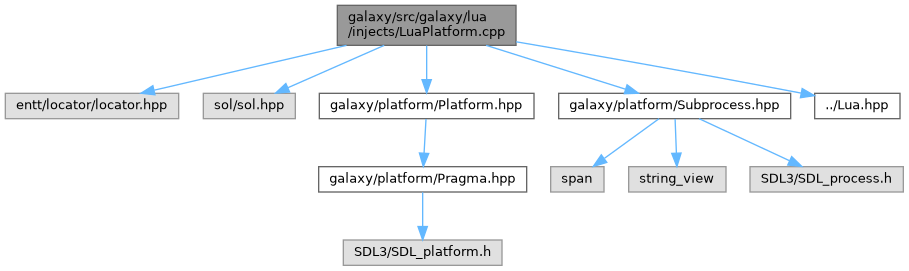 galaxy/src/galaxy/lua
/injects/LuaPlatform.cpp
entt/locator/locator.hpp
sol/sol.hpp
galaxy/platform/Platform.hpp
galaxy/platform/Subprocess.hpp
../Lua.hpp
galaxy/platform/Pragma.hpp
span
string_view
SDL3/SDL_process.h
SDL3/SDL_platform.h